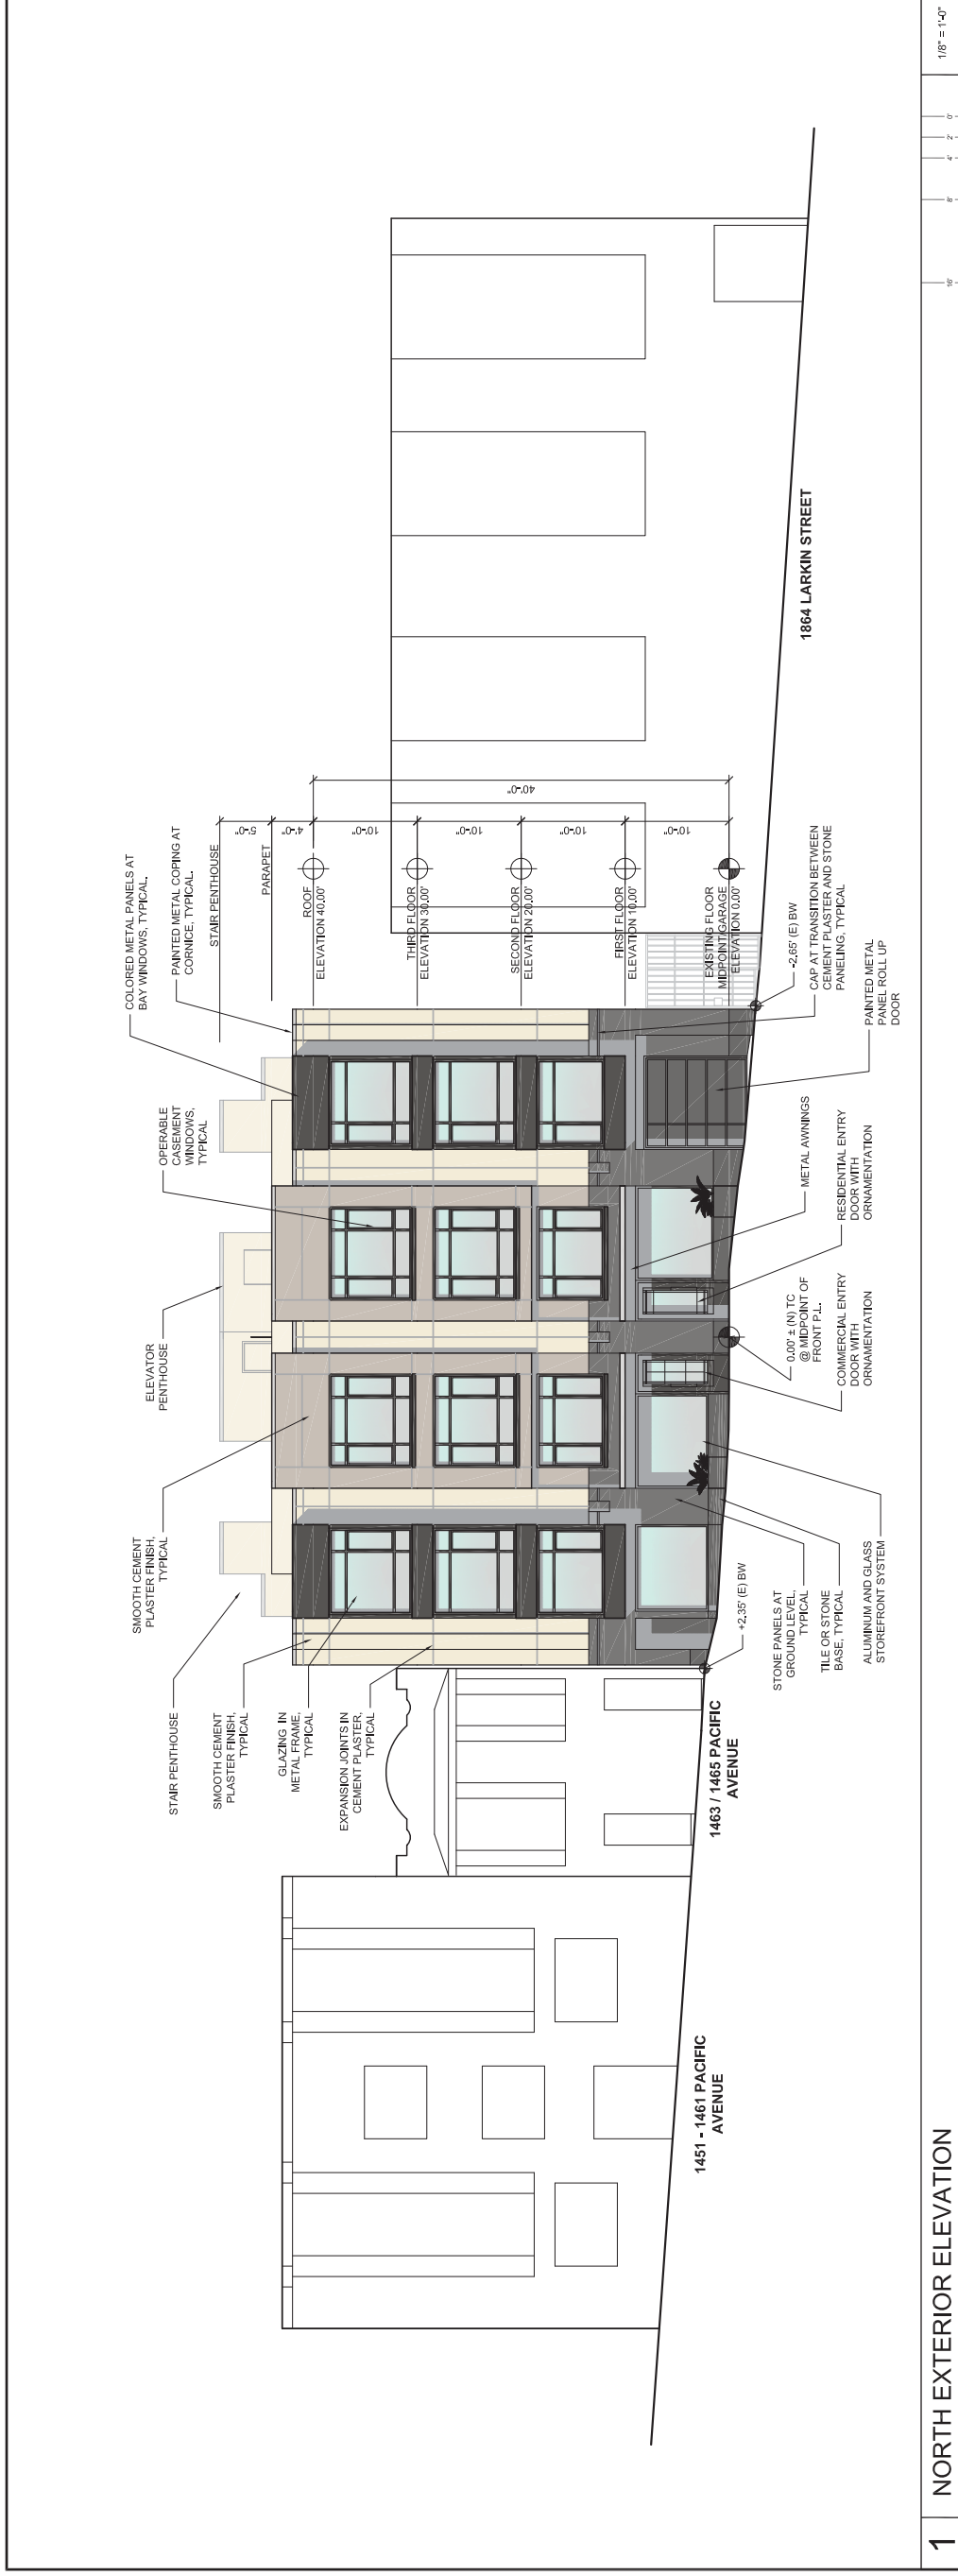 COLORED METAL PANELS AT
BAY WINDOWS, TYPICAL.
PAINTED METAL COPING AT
CORNICE, TYPICAL.
STAIR PENTHOUSE
PARAPET
ROOF
ELEVATION 40.00'
THIRD FLOOR
ELEVATION 30.00'
SECOND FLOOR
ELEVATION 20.00'
FIRST FLOOR
ELEVATION 10.00'
EXISTING FLOOR
MIDPOINT/GARAGE
ELEVATION 0.00'
5'-0"
4'-0"
10'-0"
10'-0"
10'-0"
10'-0"
40'-0"
OPERABLE
CASEMENT
WINDOWS,
TYPICAL
ELEVATOR
PENTHOUSE
SMOOTH CEMENT
PLASTER FINISH,
TYPICAL
STAIR PENTHOUSE
SMOOTH CEMENT
PLASTER FINISH,
TYPICAL
GLAZING IN
METAL FRAME,
TYPICAL
EXPANSION JOINTS IN
CEMENT PLASTER,
TYPICAL
1451 - 1461 PACIFIC
AVENUE
1463 / 1465 PACIFIC
AVENUE
+2.35' (E) BW
STONE PANELS AT
GROUND LEVEL,
TYPICAL
TILE OR STONE
BASE, TYPICAL
ALUMINUM AND GLASS
STOREFRONT SYSTEM
0.00' ± (N) TC
@ MIDPOINT OF
FRONT P.L.
COMMERCIAL ENTRY
DOOR WITH
ORNAMENTATION
METAL AWNINGS
RESIDENTIAL ENTRY
DOOR WITH
ORNAMENTATION
-2.65' (E) BW
CAP AT TRANSITION BETWEEN
CEMENT PLASTER AND STONE
PANELING, TYPICAL
PAINTED METAL
PANEL ROLL UP
DOOR
1864 LARKIN STREET
1
NORTH EXTERIOR ELEVATION
16'
8'
4'
2'
0'
1/8" = 1'-0"